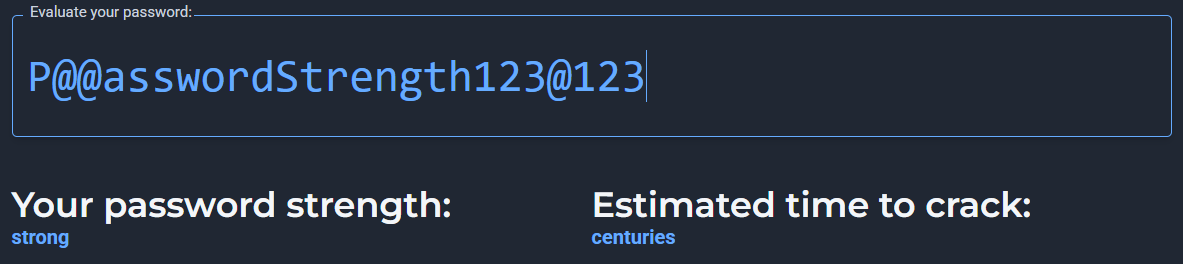 Evaluate your password:
P@@asswordStrength123@123
Your password strength:
strong
Estimated time to crack:
centuries